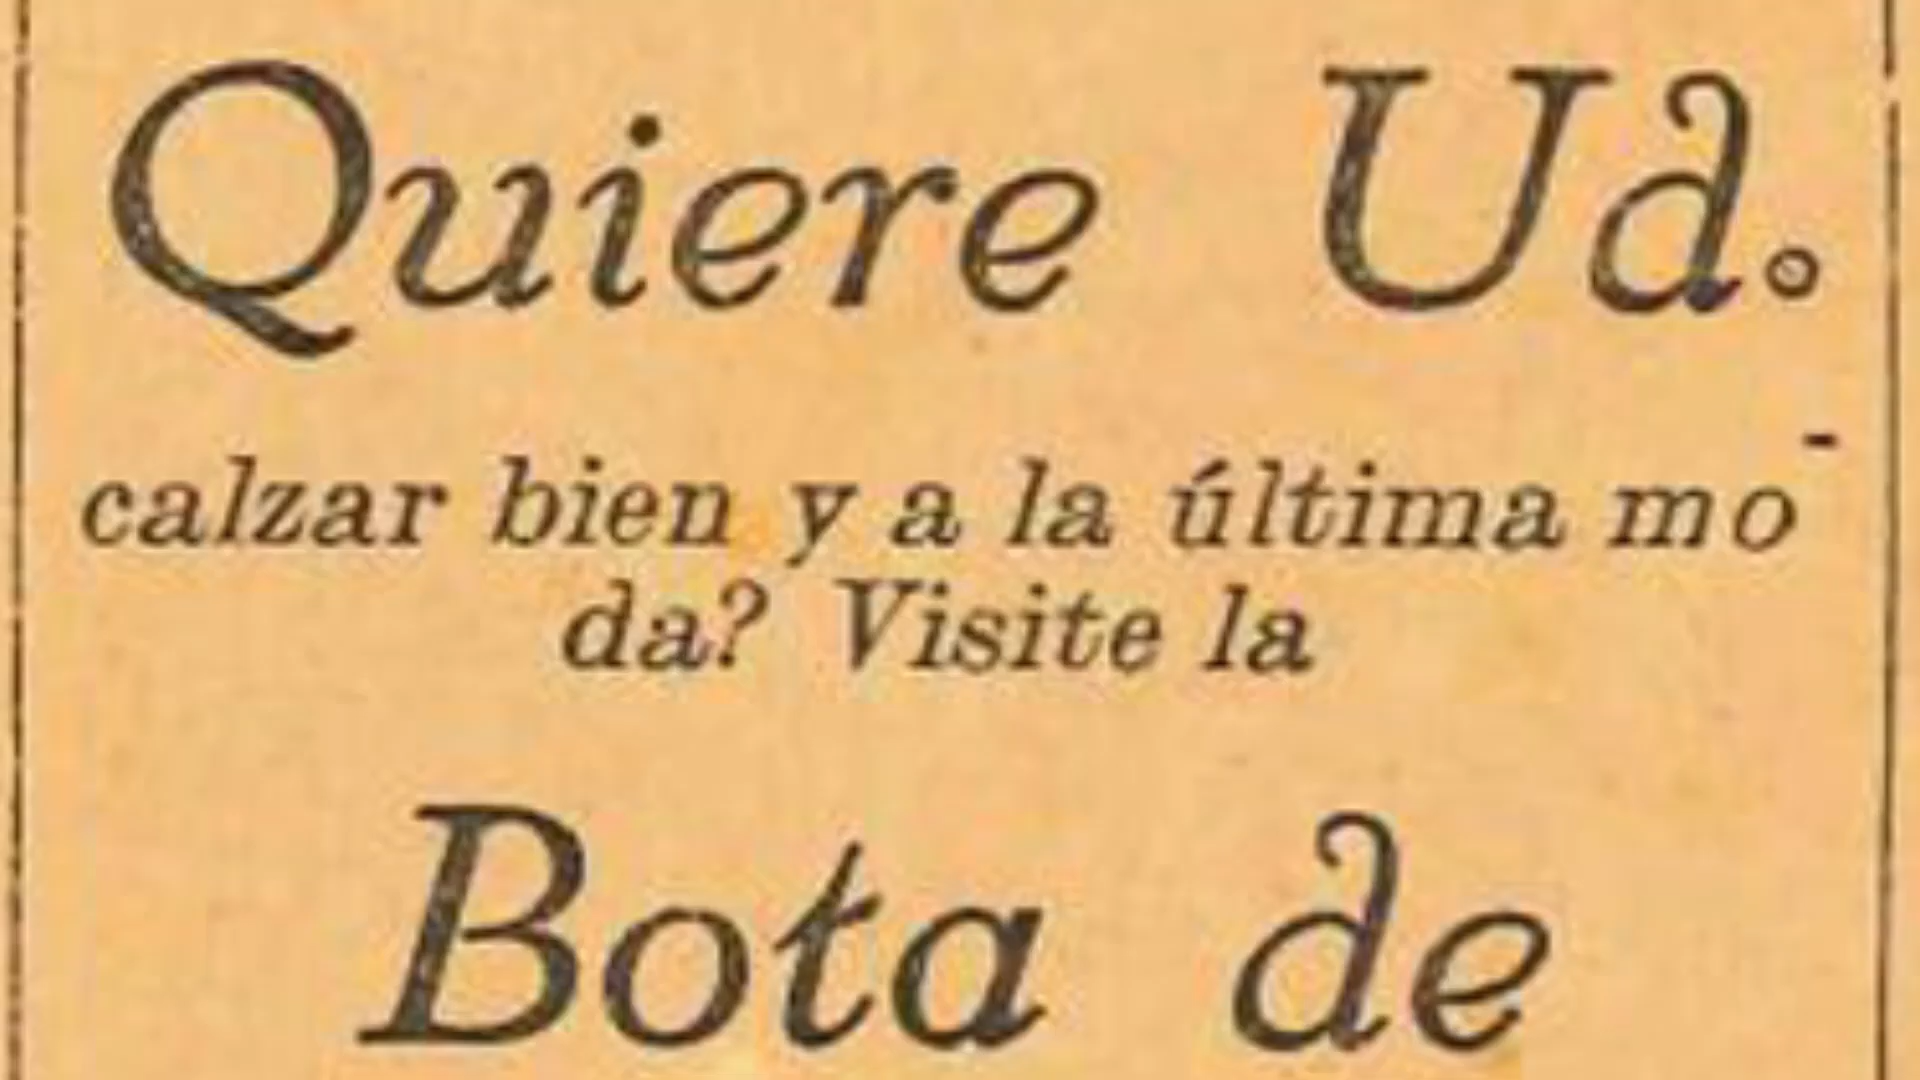 Quiere Ud.
calzar bien y a la última mo-
da? Visite la
Bota de